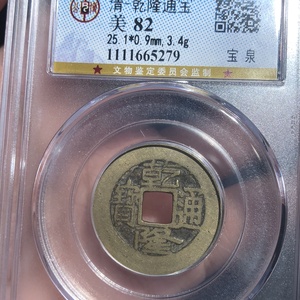 清·乾隆通宝
美 82
25.1*0.9mm,3.4g
1111665279
宝泉
★ 文物鉴定委员会监制 ★
乾隆通寳